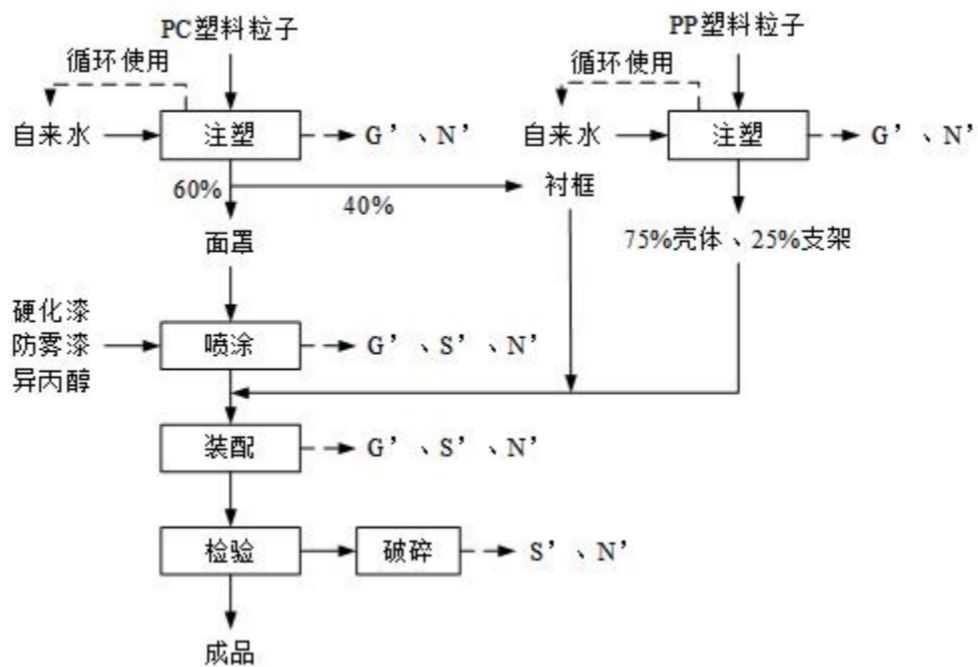 PC塑料粒子
PP塑料粒子
循环使用
循环使用
自来水
注塑
G’、N’
自来水
注塑
G’、N’
60%
40%
衬框
面罩
75%壳体、25%支架
硬化漆
防雾漆
异丙醇
喷涂
G’、S’、N’
装配
G’、S’、N’
检验
破碎
S’、N’
成品